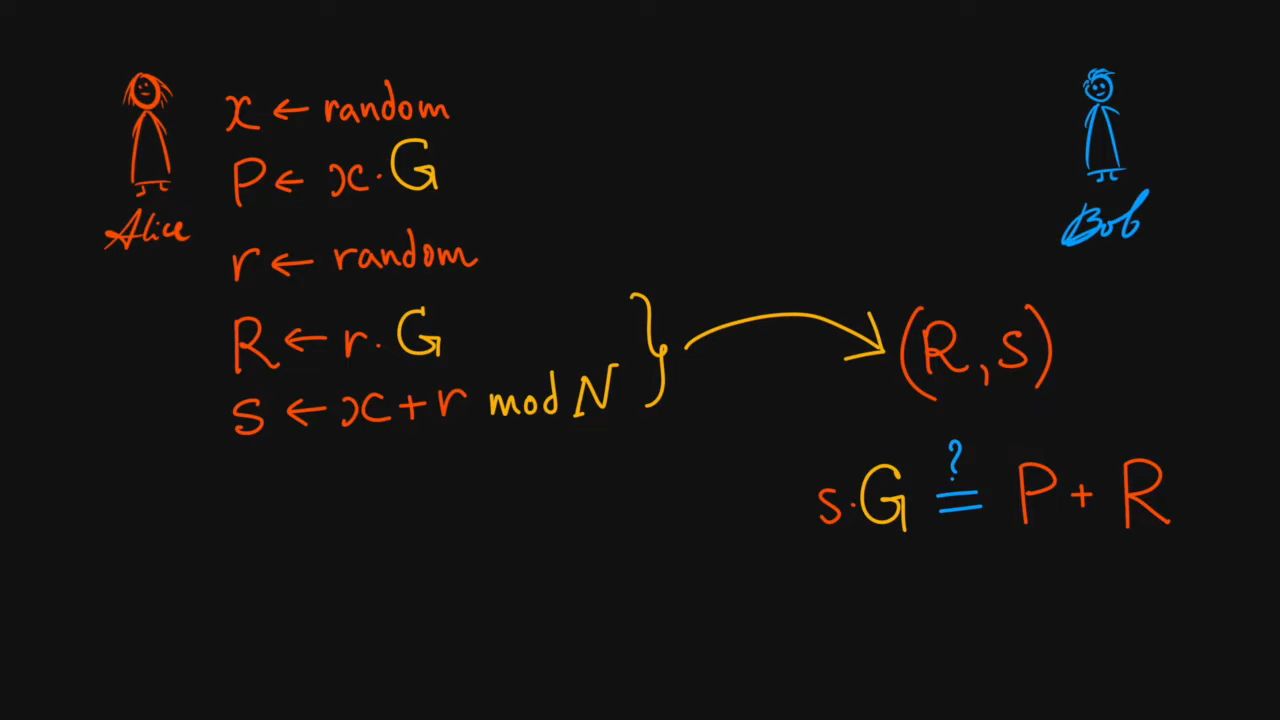 x ← random
P ← x · G
Alice
Bob
r ← random
R ← r · G
s ← x + r mod N
(R, s)
s · G ≟ P + R